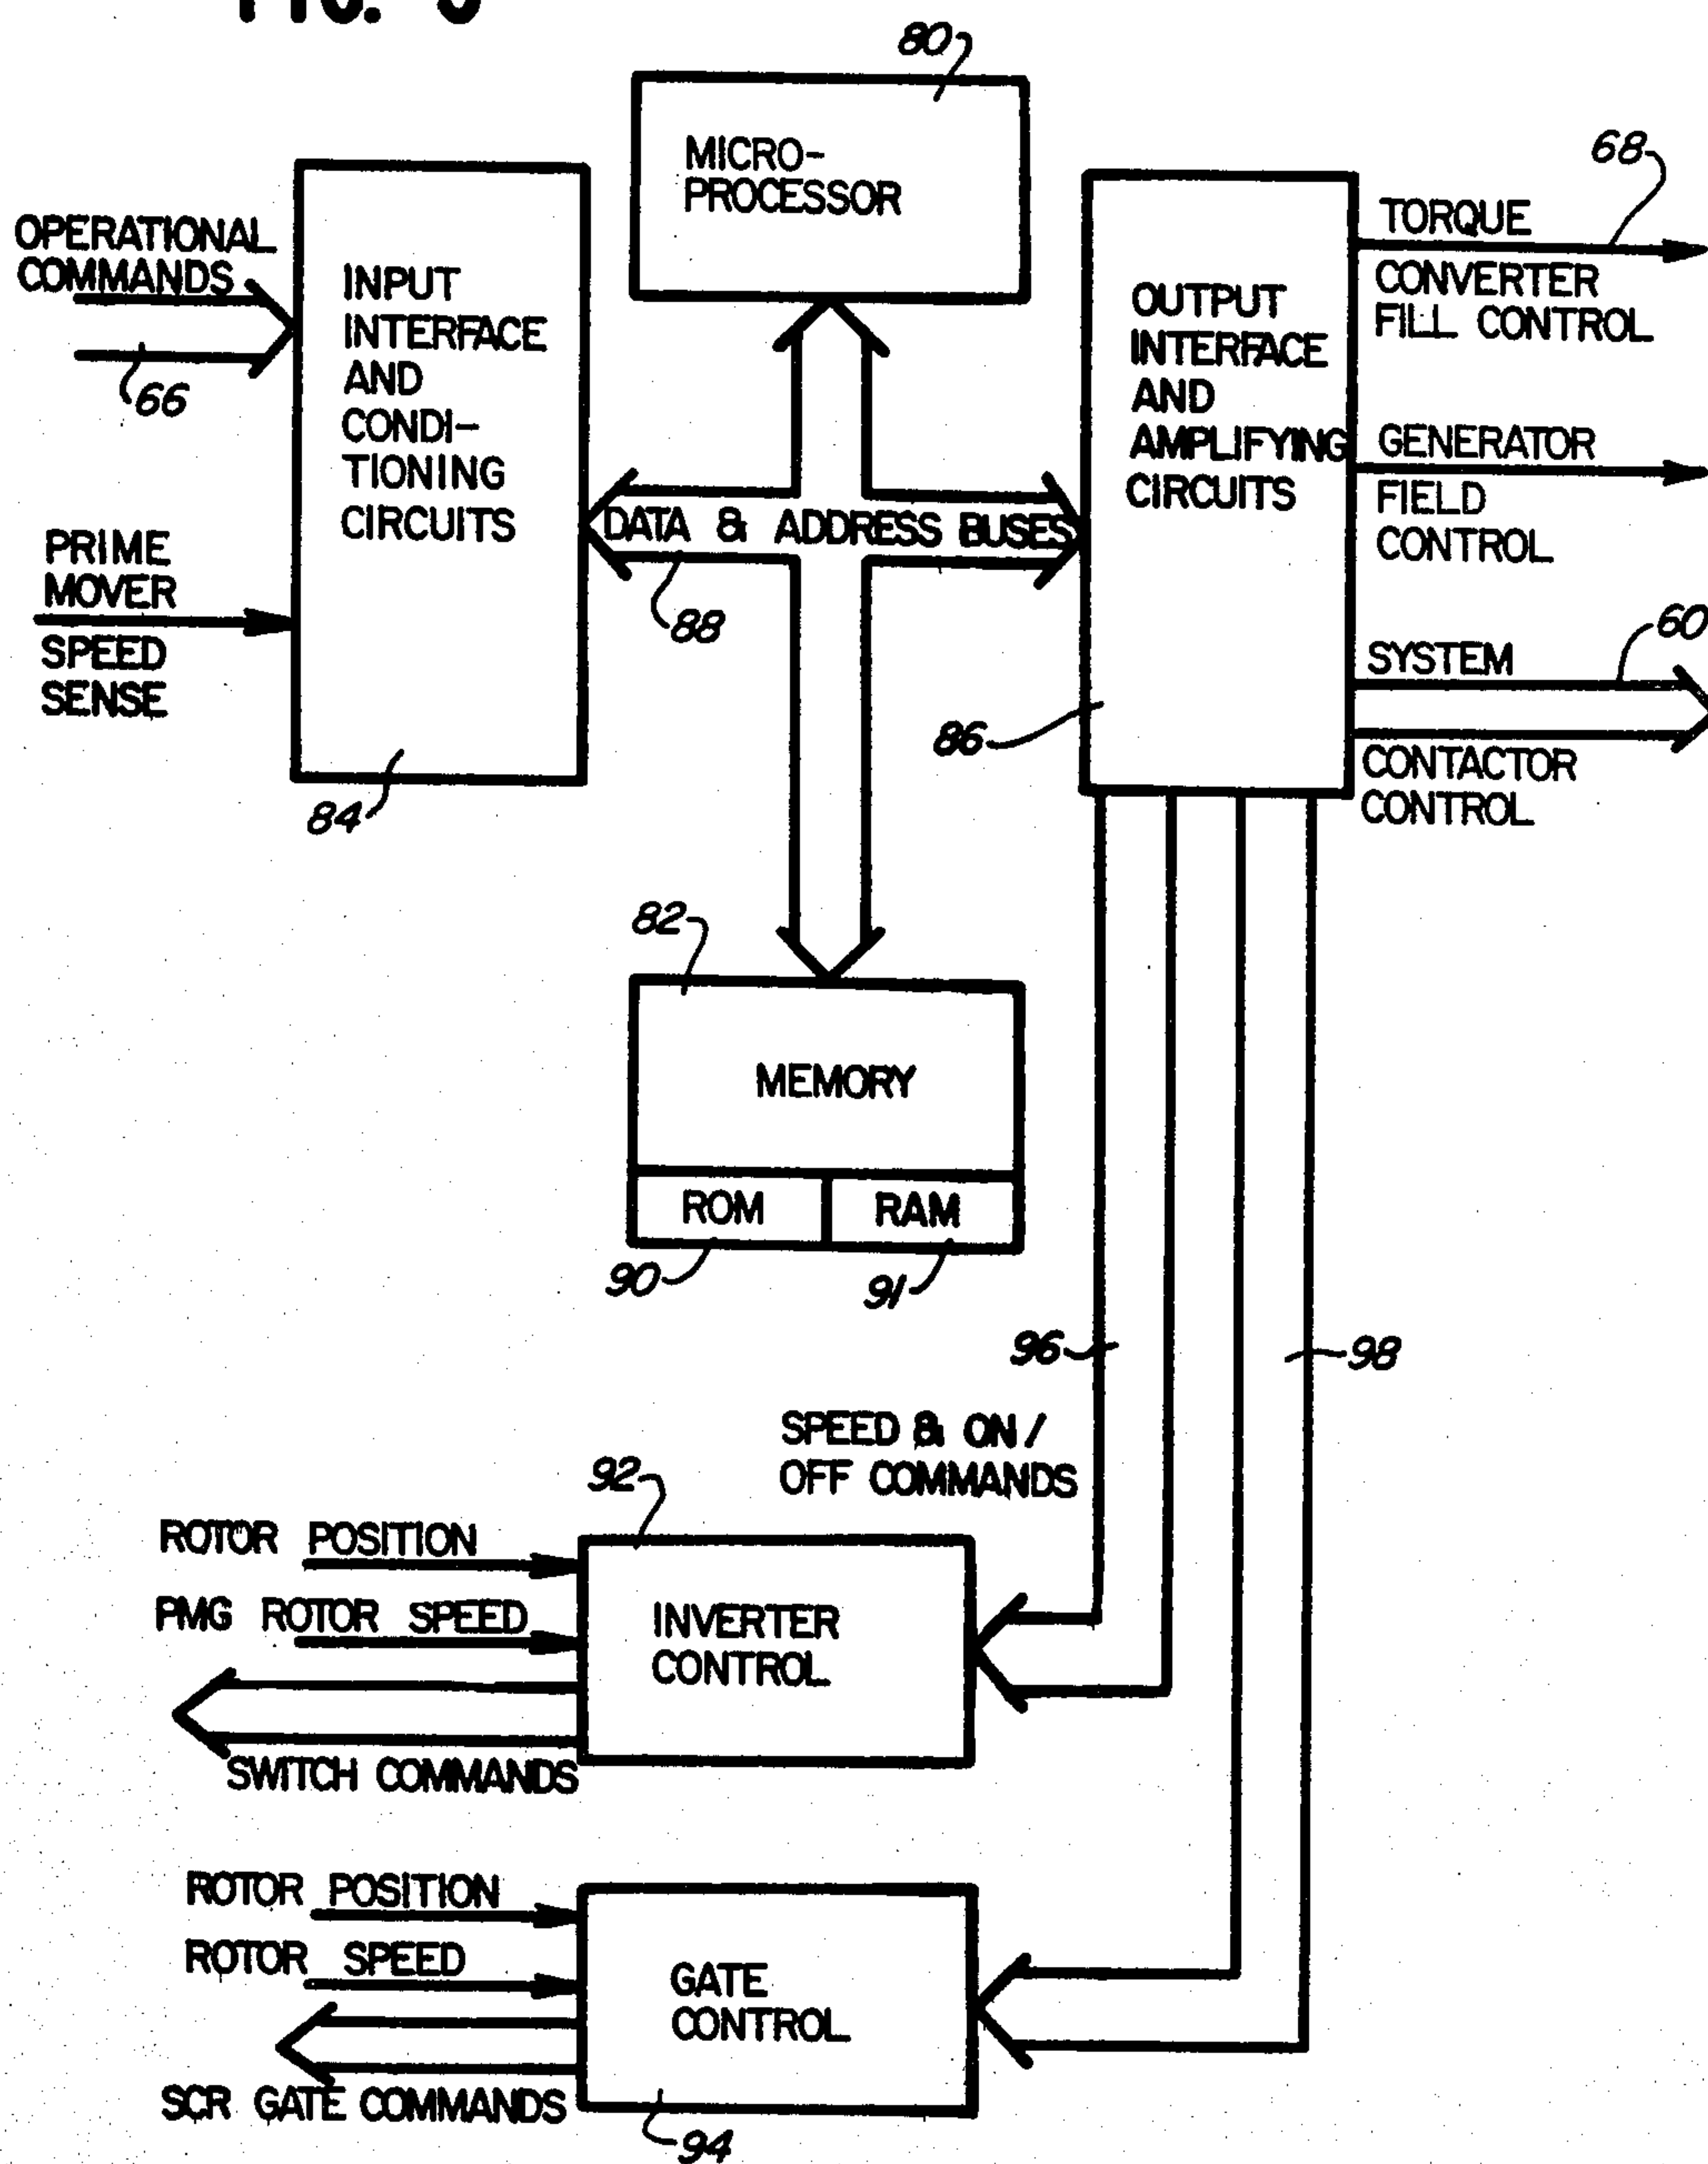 80
MICRO-
PROCESSOR
68
OPERATIONAL
COMMANDS
66
INPUT
INTERFACE
AND
CONDI-
TIONING
CIRCUITS
PRIME
MOVER
SPEED
SENSE
84
DATA & ADDRESS BUSES
88
OUTPUT
INTERFACE
AND
AMPLIFYING
CIRCUITS
86
TORQUE
CONVERTER
FILL CONTROL
GENERATOR
FIELD
CONTROL
60
SYSTEM
CONTACTOR
CONTROL
82
MEMORY
ROM
RAM
90
91
96
98
SPEED & ON/
OFF COMMANDS
92
ROTOR POSITION
PMG ROTOR SPEED
INVERTER
CONTROL
SWITCH COMMANDS
ROTOR POSITION
ROTOR SPEED
GATE
CONTROL
SCR GATE COMMANDS
94